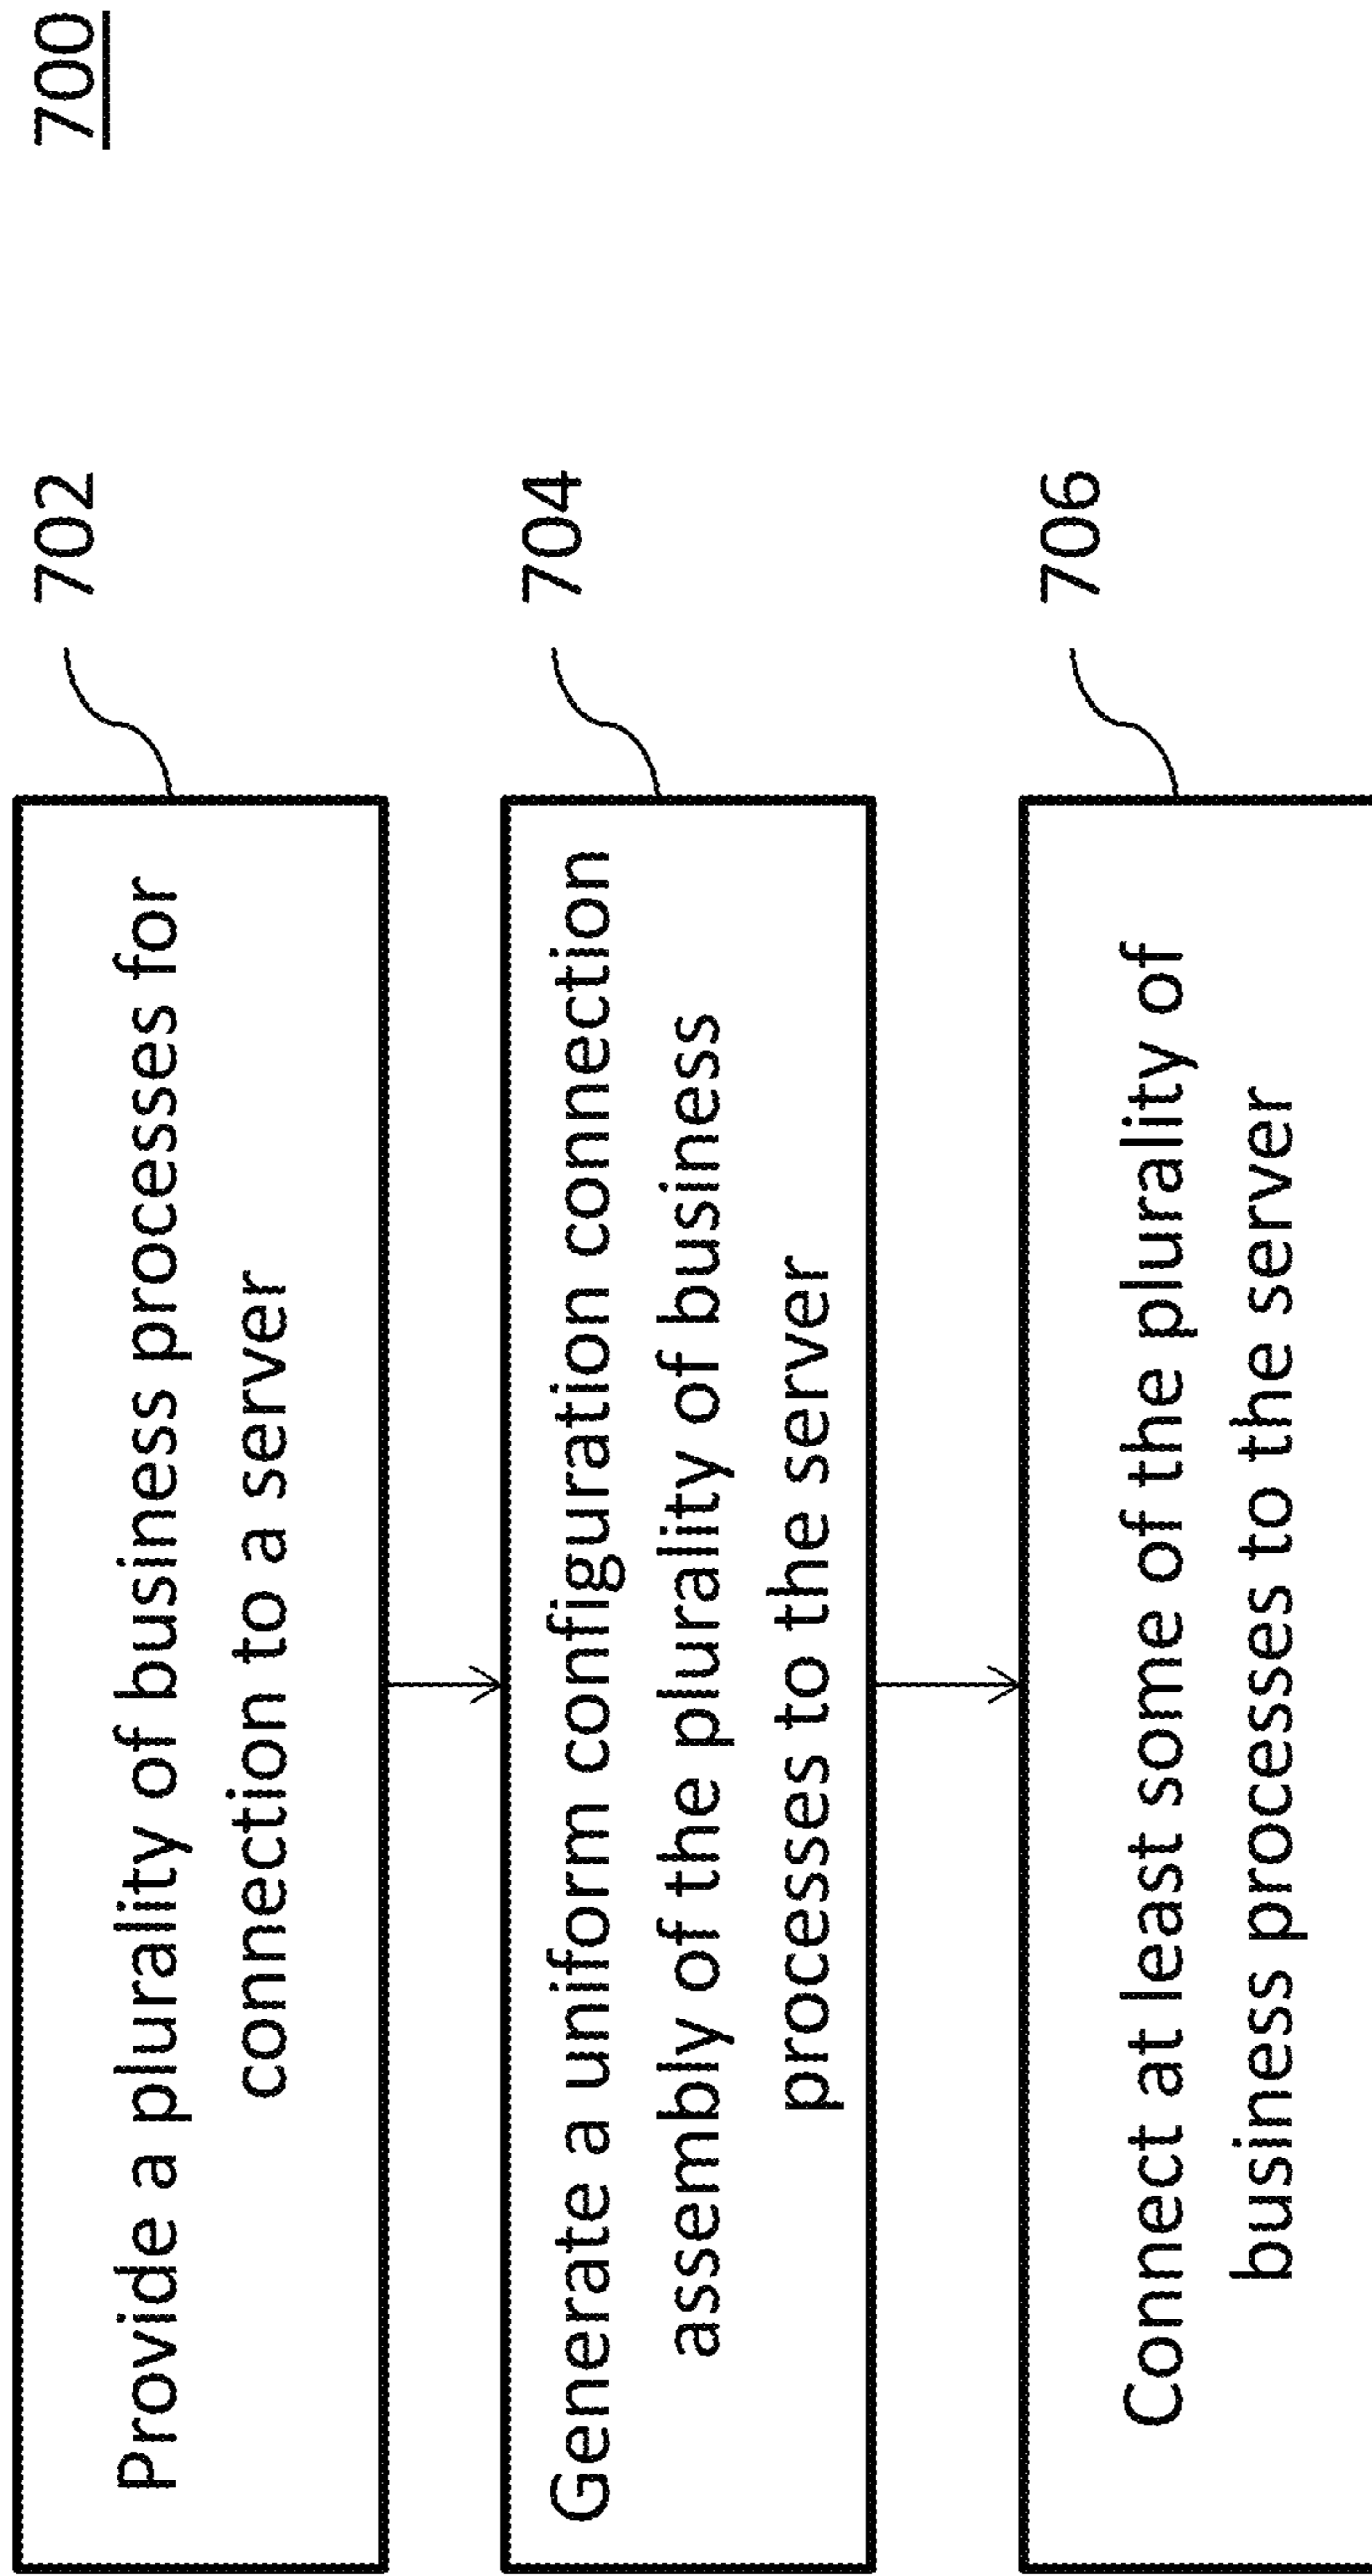 700
702
Provide a plurality of business processes for
connection to a server
704
Generate a uniform configuration connection
assembly of the plurality of business
processes to the server
706
Connect at least some of the plurality of
business processes to the server